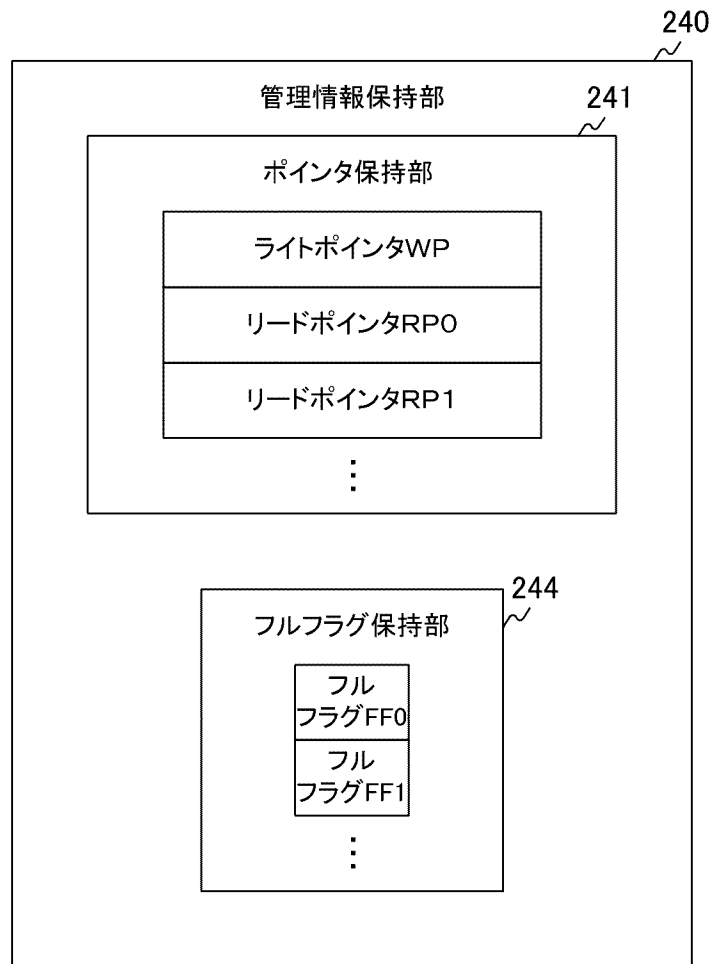 240
管理情報保持部
241
ポインタ保持部
ライトポインタWP
リードポインタRP0
リードポインタRP1
⋮
244
フルフラグ保持部
フル
フラグFF0
フル
フラグFF1
⋮